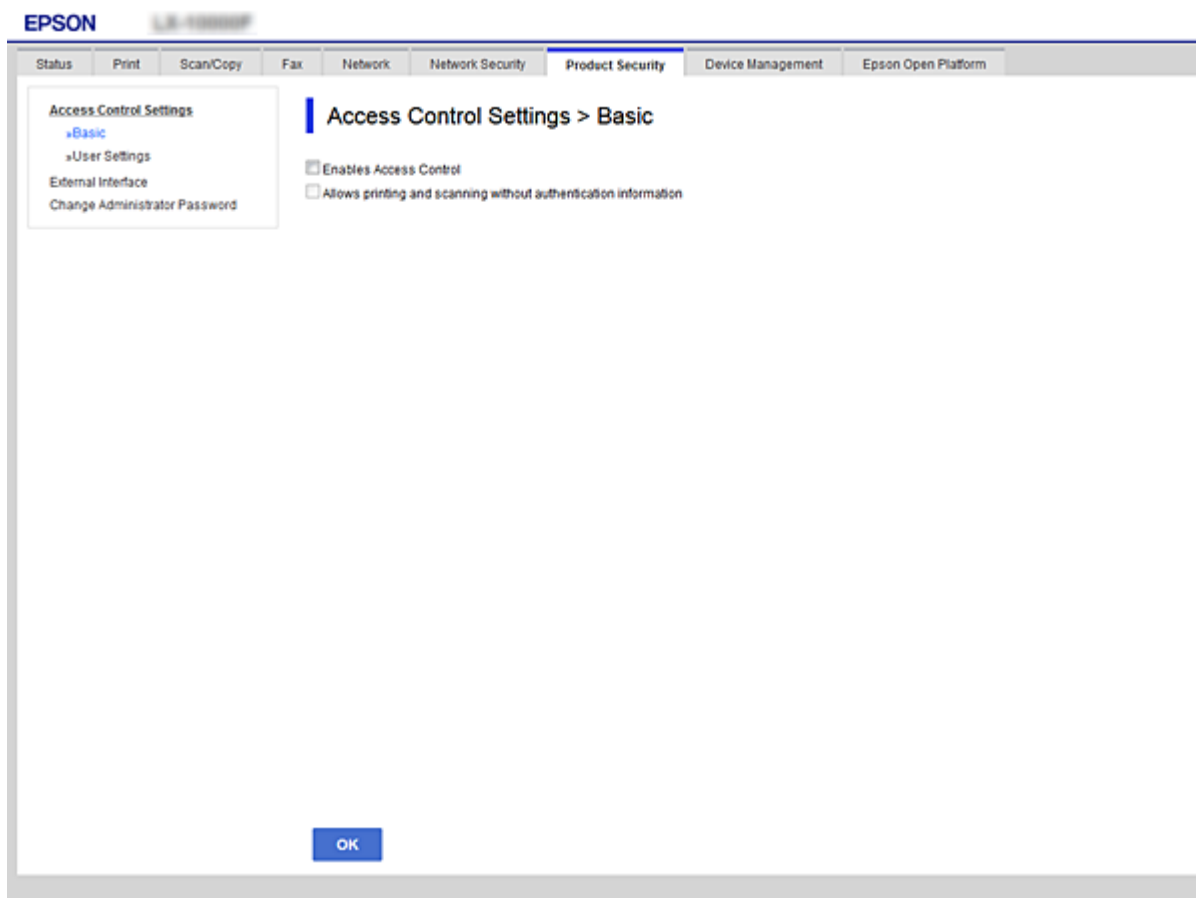 EPSON
Status Print Scan/Copy Fax Network Network Security Product Security Device Management Epson Open Platform
Access Control Settings
»Basic
»User Settings
External Interface
Change Administrator Password
Access Control Settings > Basic
Enables Access Control
Allows printing and scanning without authentication information
OK